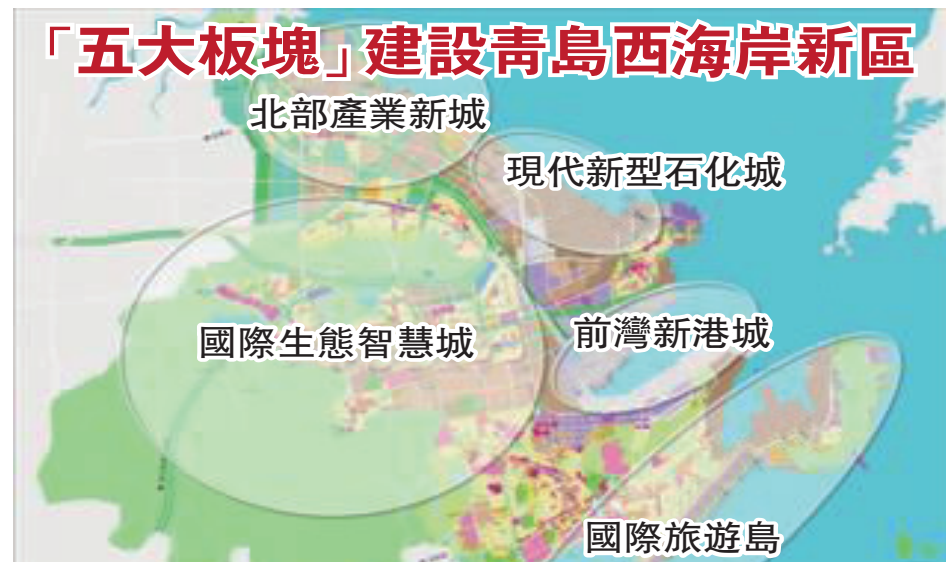 「五大板塊」建設青島西海岸新區
北部產業新城
現代新型石化城
國際生態智慧城
前灣新港城
國際旅遊島